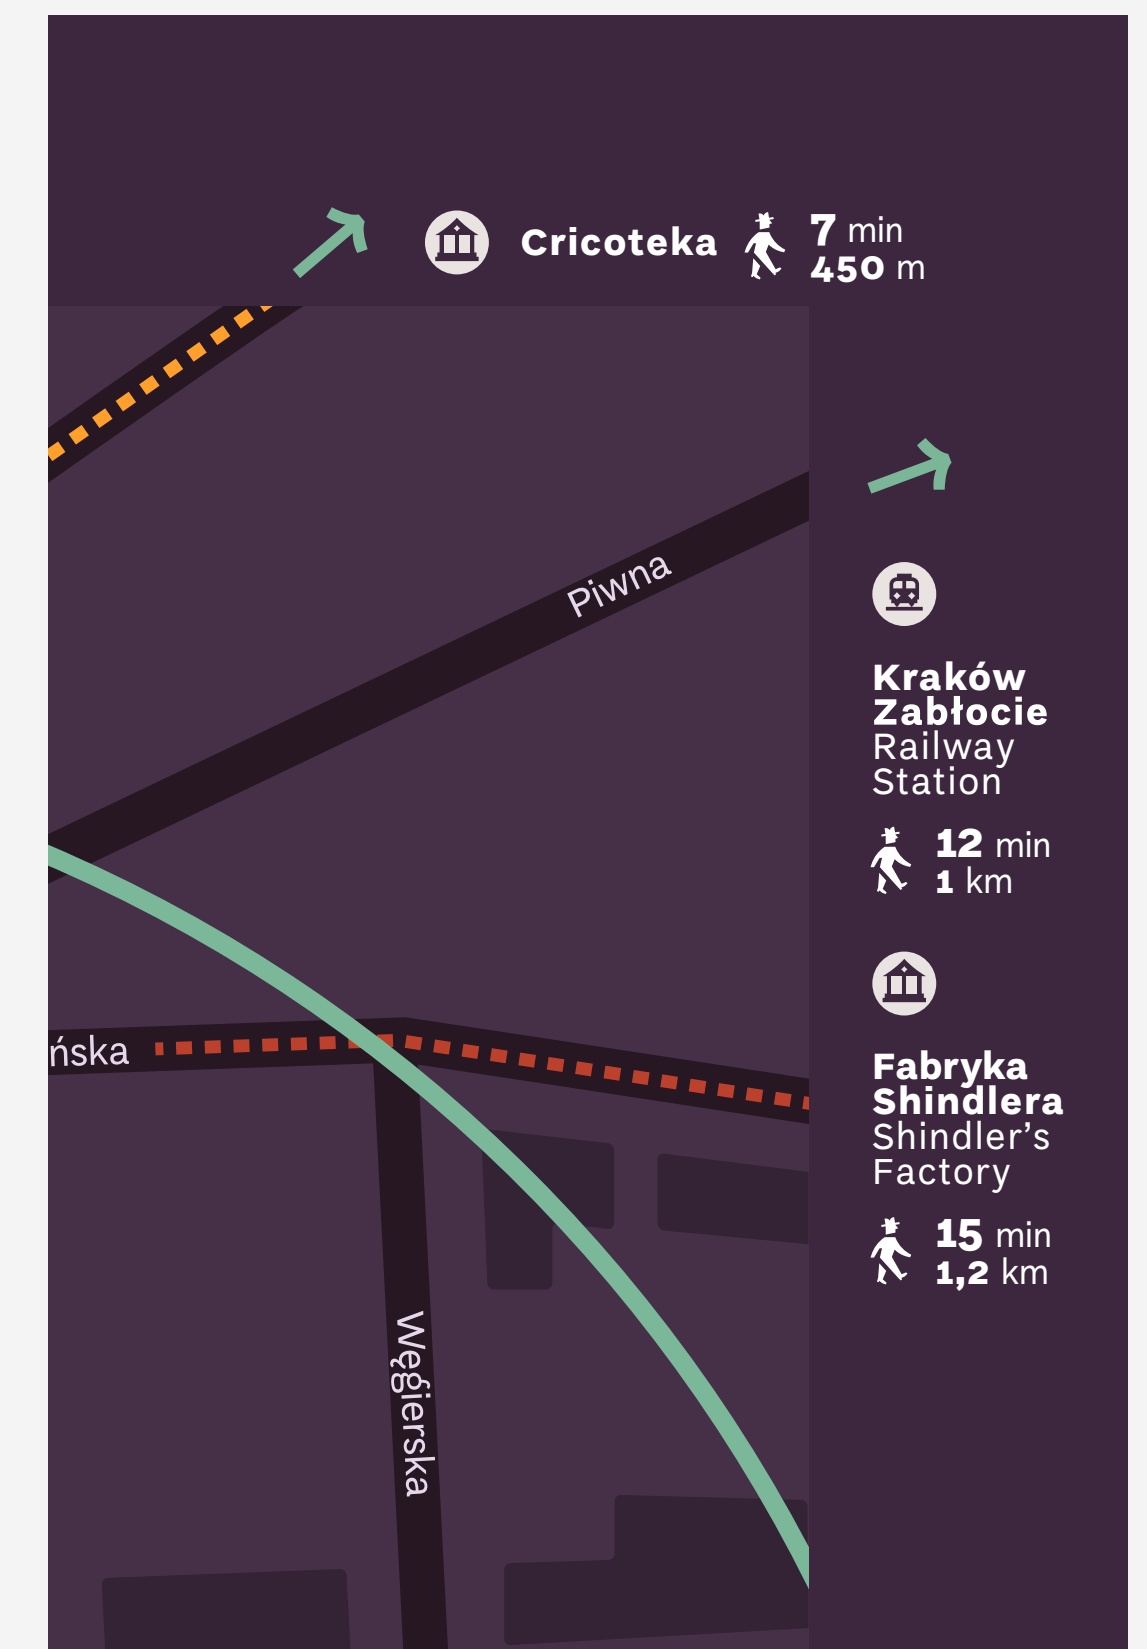 Cricoteka
7 min
450 m
Piwna
Kraków
Zabłocie
Railway
Station
12 min
1 km
ńska
Fabryka
Shindlera
Shindler’s
Factory
15 min
1,2 km
Węgierska